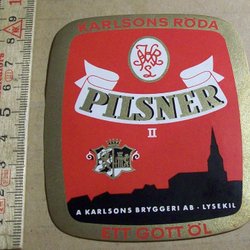 KARLSONS RÖDA
PILSNER
II
A KARLSONS BRYGGERI AB - LYSEKIL
ETT GOTT ÖL